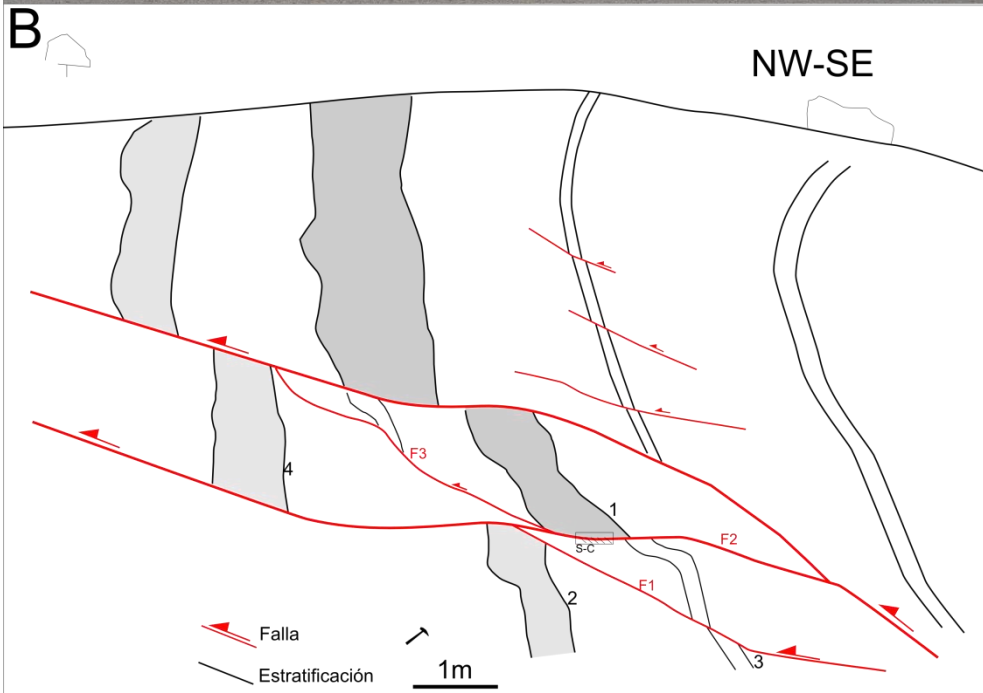 B
NW-SE
F3
4
1
F2
S-C
F1
2
3
Falla
Estratificación
1m